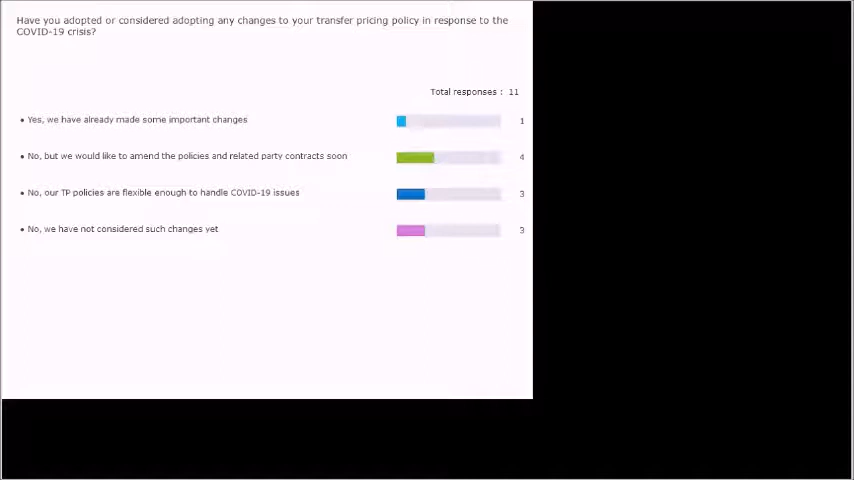 Have you adopted or considered adopting any changes to your transfer pricing policy in response to the
COVID-19 crisis?
Total responses : 11
• Yes, we have already made some important changes 1
• No, but we would like to amend the policies and related party contracts soon 4
• No, our TP policies are flexible enough to handle COVID-19 issues 3
• No, we have not considered such changes yet 3